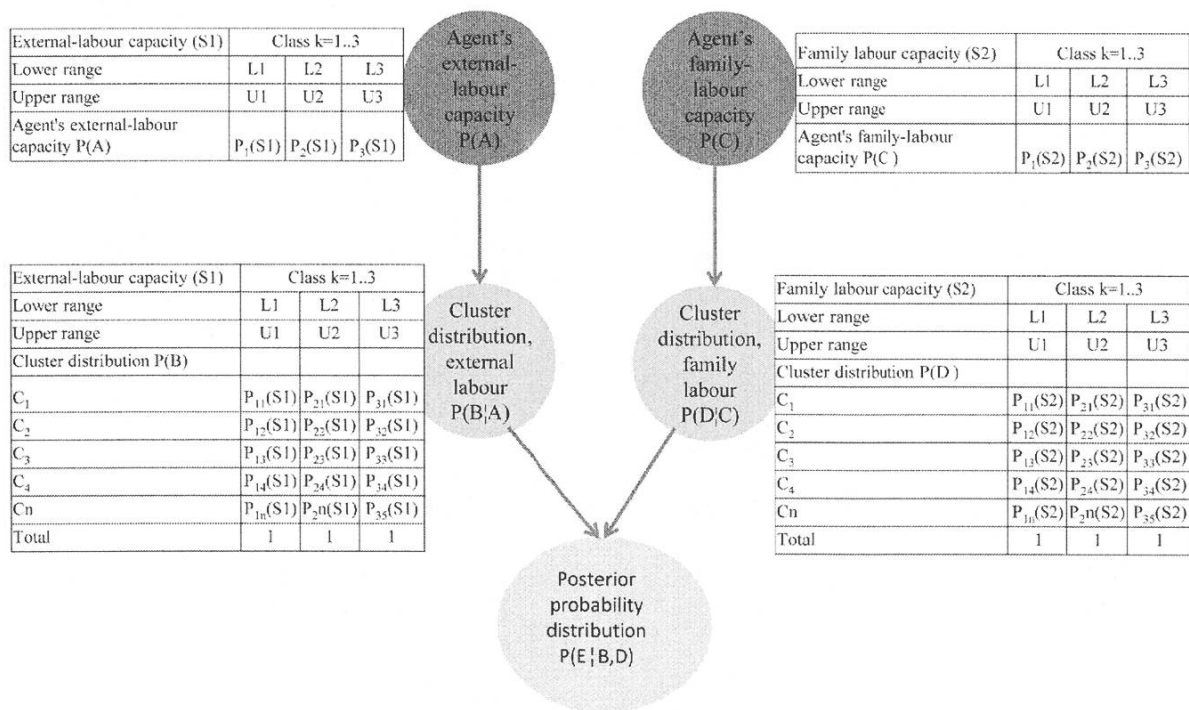 External-labour capacity (S1) Class k=1..3
Lower range L1 L2 L3
Upper range U1 U2 U3
Agent's external-labour
capacity P(A) P₁(S1) P₂(S1) P₃(S1)
Agent's
external-
labour
capacity
P(A)
Agent's
family-
labour
capacity
P(C)
Family labour capacity (S2) Class k=1..3
Lower range L1 L2 L3
Upper range U1 U2 U3
Agent's family-labour
capacity P(C ) P₁(S2) P₂(S2) P₃(S2)
External-labour capacity (S1) Class k=1..3
Lower range L1 L2 L3
Upper range U1 U2 U3
Cluster distribution P(B)
C₁ P₁₁(S1) P₂₁(S1) P₃₁(S1)
C₂ P₁₂(S1) P₂₂(S1) P₃₂(S1)
C₃ P₁₃(S1) P₂₃(S1) P₃₃(S1)
C₄ P₁₄(S1) P₂₄(S1) P₃₄(S1)
Cn P₁ₙ(S1) P₂n(S1) P₃₅(S1)
Total 1 1 1
Cluster
distribution,
external
labour
P(B¦A)
Cluster
distribution,
family
labour
P(D¦C)
Family labour capacity (S2) Class k=1..3
Lower range L1 L2 L3
Upper range U1 U2 U3
Cluster distribution P(D )
C₁ P₁₁(S2) P₂₁(S2) P₃₁(S2)
C₂ P₁₂(S2) P₂₂(S2) P₃₂(S2)
C₃ P₁₃(S2) P₂₃(S2) P₃₃(S2)
C₄ P₁₄(S2) P₂₄(S2) P₃₄(S2)
Cn P₁ₙ(S2) P₂n(S2) P₃₅(S2)
Total 1 1 1
Posterior
probability
distribution
P(E¦B,D)